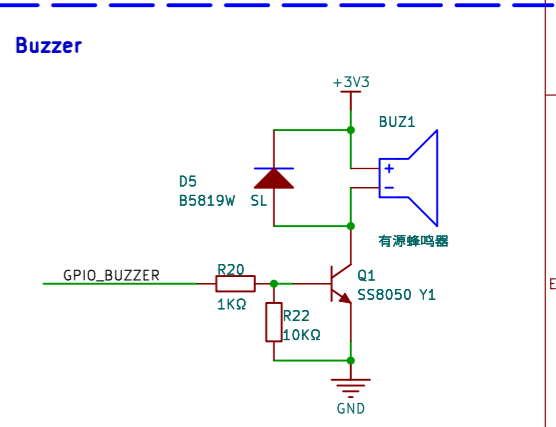 Buzzer
+3V3
BUZ1
+
-
D5
B5819W SL
有源蜂鸣器
GPIO_BUZZER
R20
1KΩ
Q1
SS8050 Y1
R22
10KΩ
GND
E